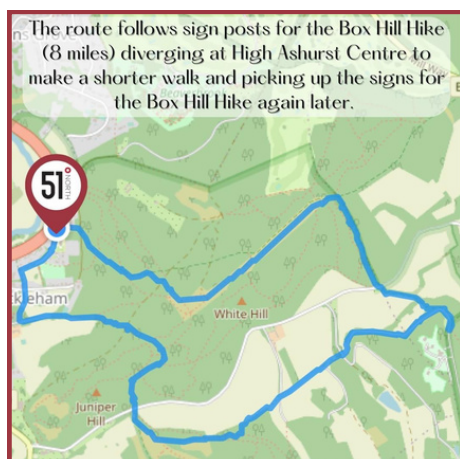 The route follows sign posts for the Box Hill Hike
(8 miles) diverging at High Ashurst Centre to
make a shorter walk and picking up the signs for
the Box Hill Hike again later.
51°
NORTH
ckleham
White Hill
Juniper
Hill